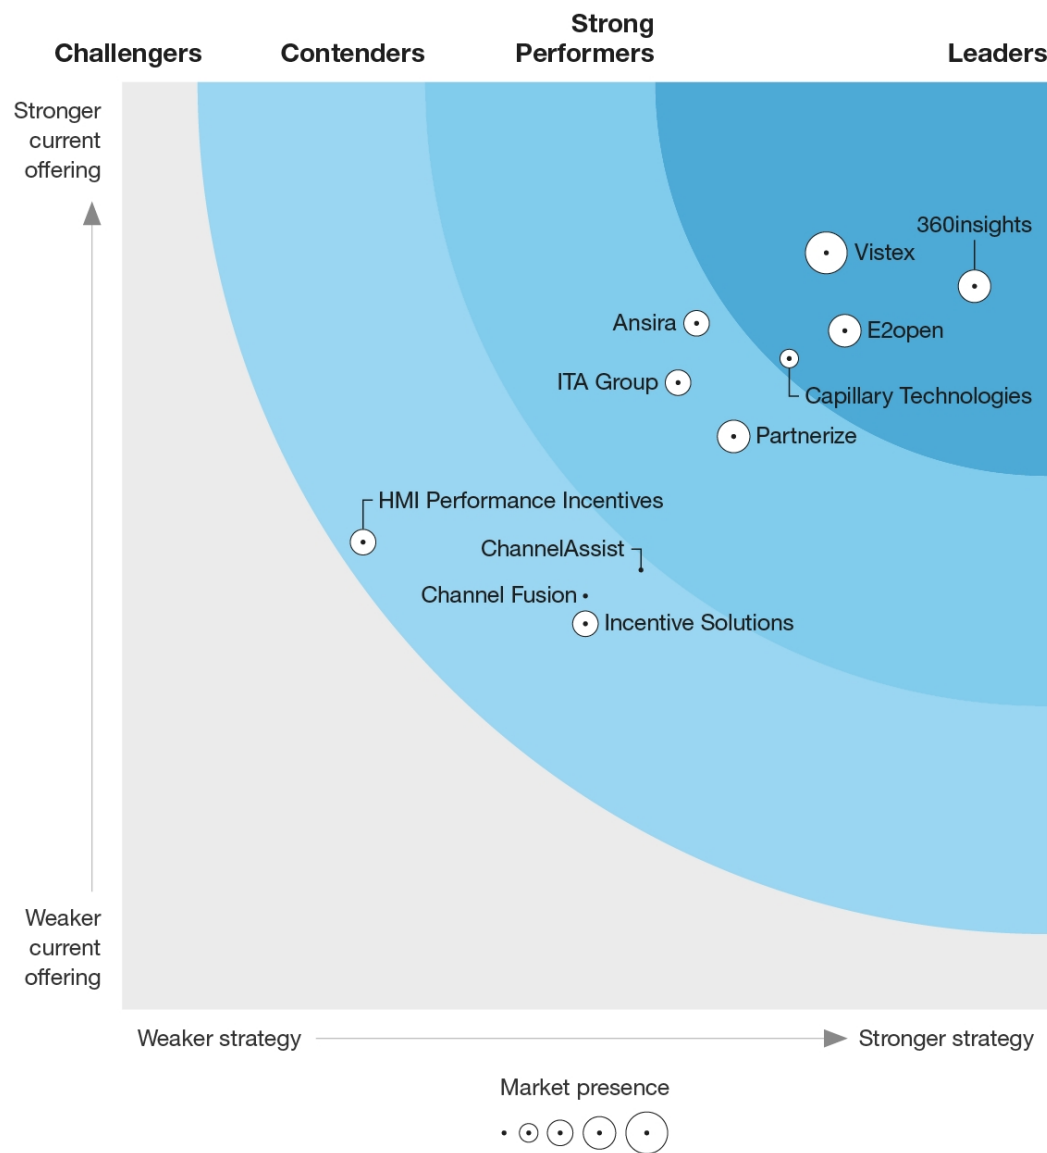 Strong
Challengers Contenders Performers Leaders
Stronger
current
offering
360insights
Vistex
Ansira
E2open
ITA Group
Capillary Technologies
Partnerize
HMI Performance Incentives
ChannelAssist
Channel Fusion
Incentive Solutions
Weaker
current
offering
Weaker strategy
Stronger strategy
Market presence